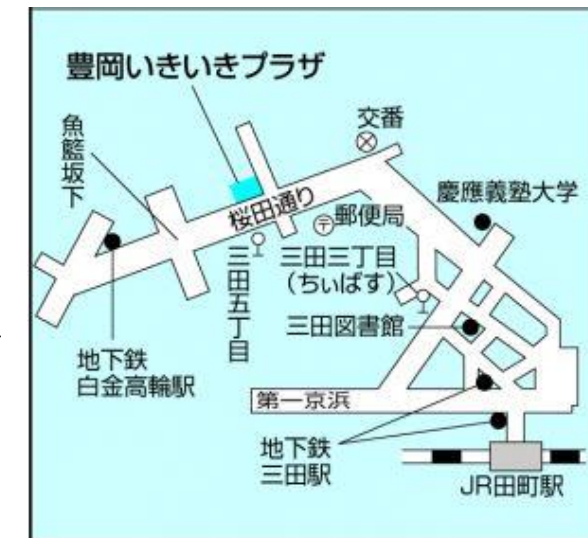 豊岡いきいきプラザ
交番
魚籃坂下
慶應義塾大学
桜田通り
〒郵便局
三田三丁目
(ちぃばす)
三田五丁目
三田図書館
地下鉄
白金高輪駅
第一京浜
地下鉄
三田駅
JR田町駅